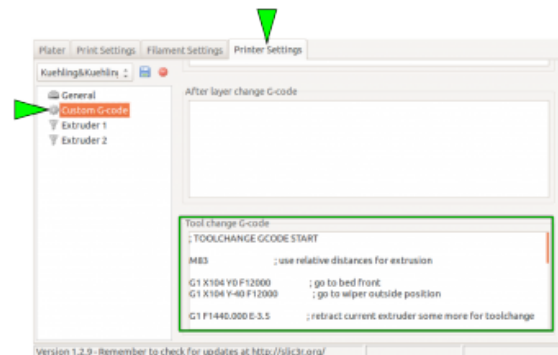 Plater Print Settings Filament Settings Printer Settings
Kuehling&Kuehling
General
Custom G-code
Extruder 1
Extruder 2
After layer change G-code
Tool change G-code
; TOOLCHANGE GCODE START
M83 ; use relative distances for extrusion
G1 X104 Y0 F12000 ; go to bed front
G1 X104 Y-40 F12000 ; go to wiper outside position
G1 F1440.000 E-3.5 ; retract current extruder some more for toolchange
Version 1.2.9 - Remember to check for updates at http://slic3r.org/